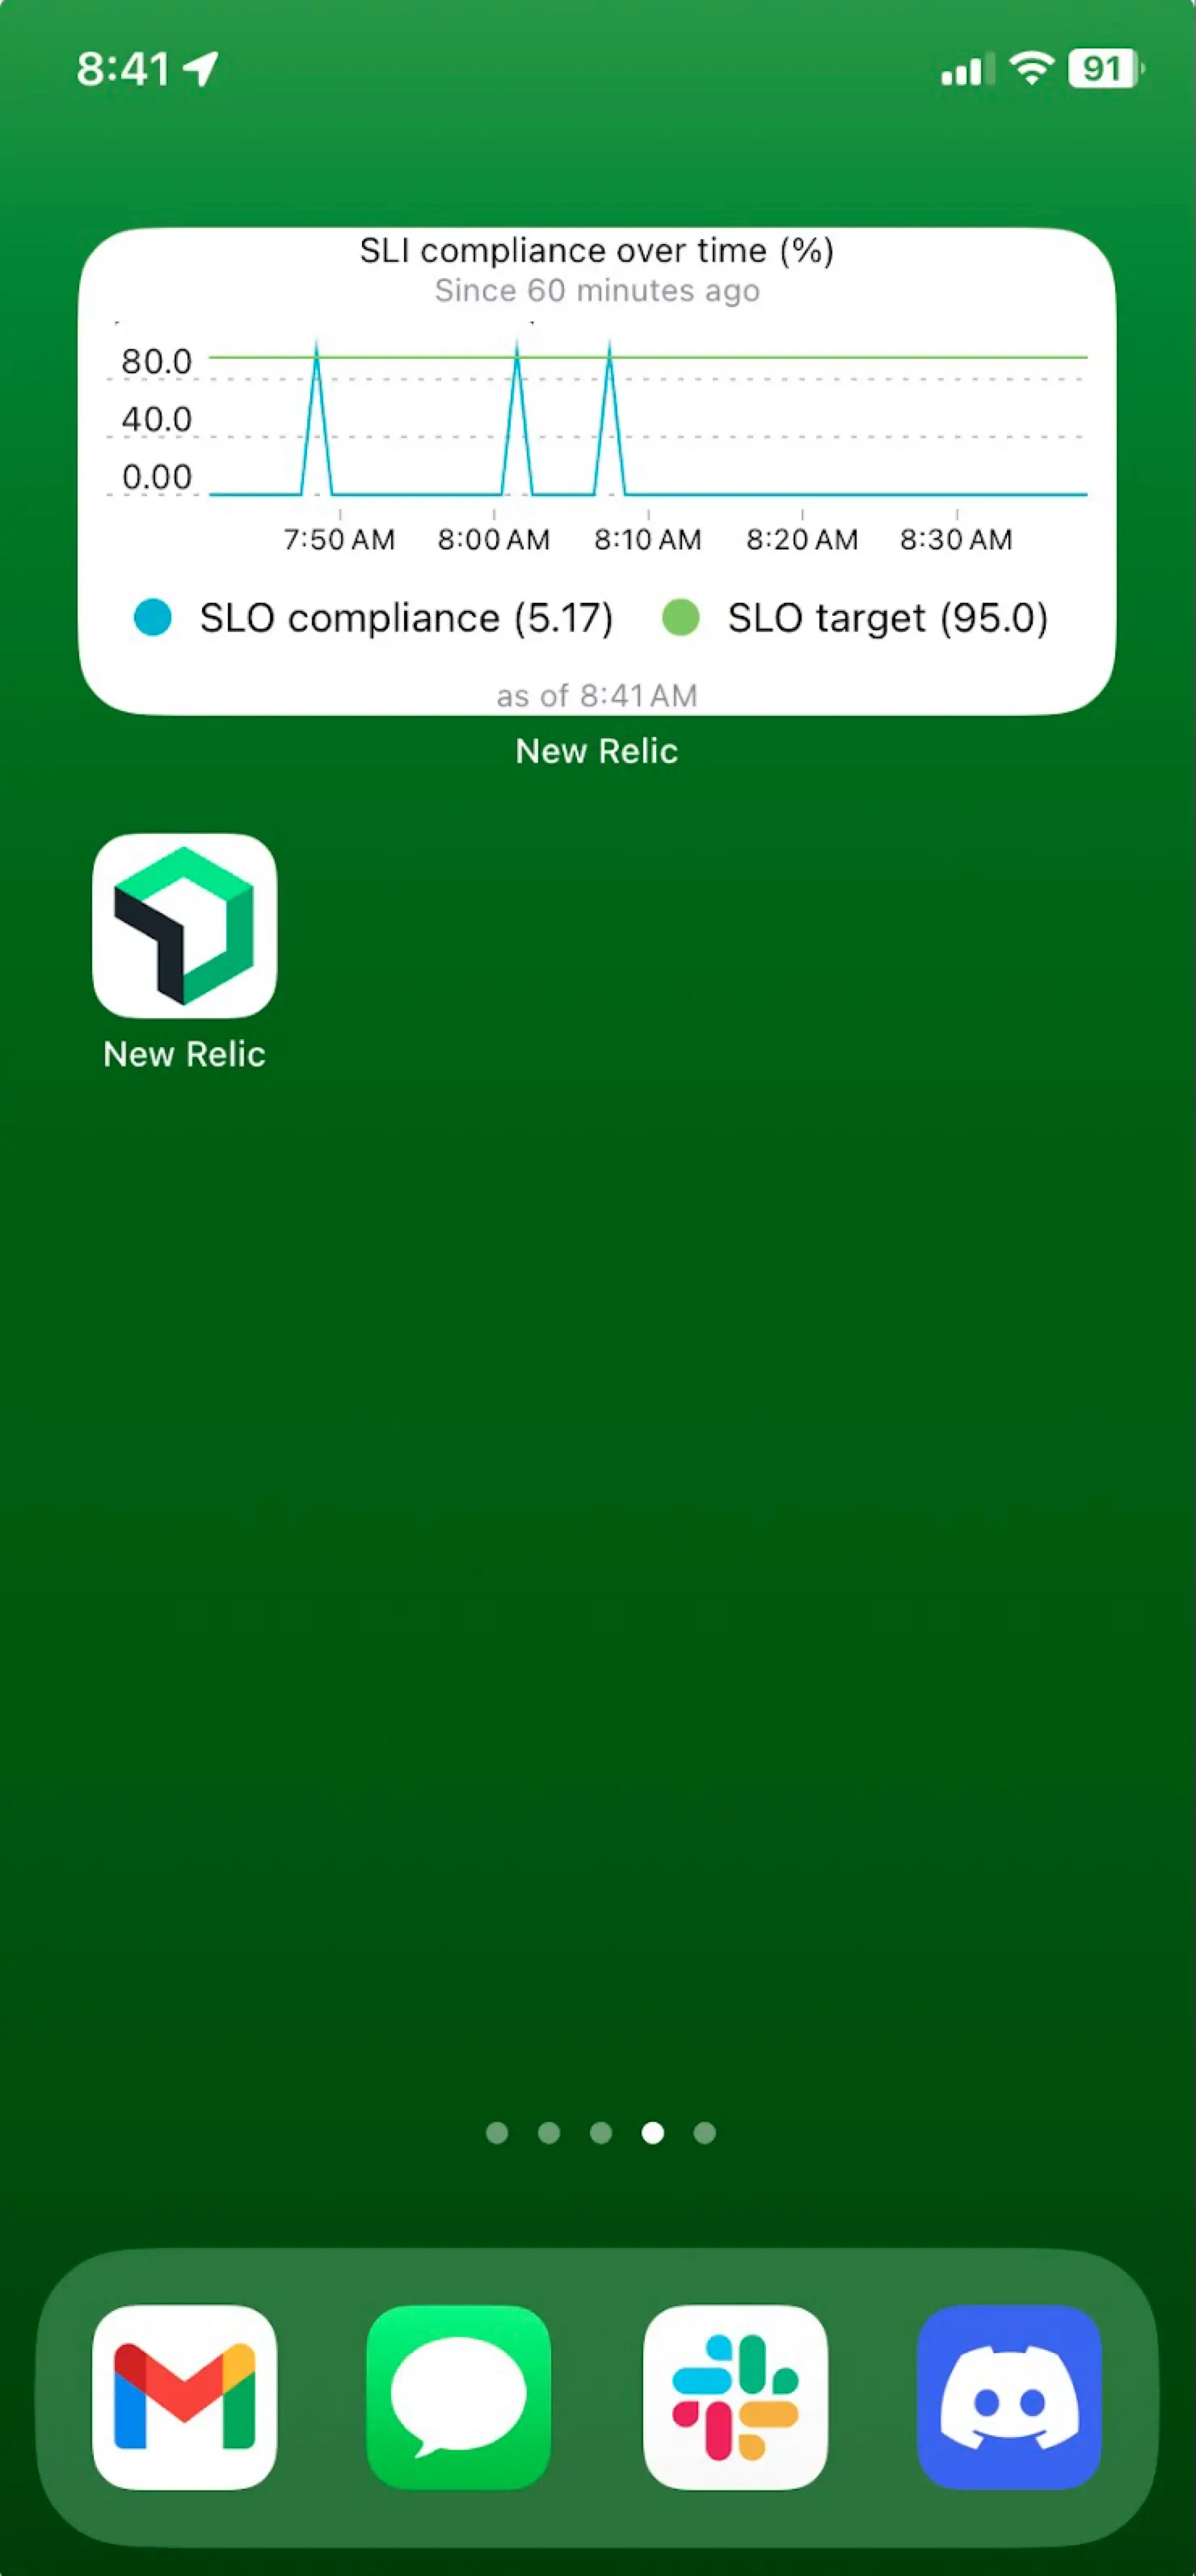 8:41
91
SLI compliance over time (%)
Since 60 minutes ago
80.0
40.0
0.00
7:50 AM 8:00 AM 8:10 AM 8:20 AM 8:30 AM
SLO compliance (5.17) SLO target (95.0)
as of 8:41 AM
New Relic
New Relic